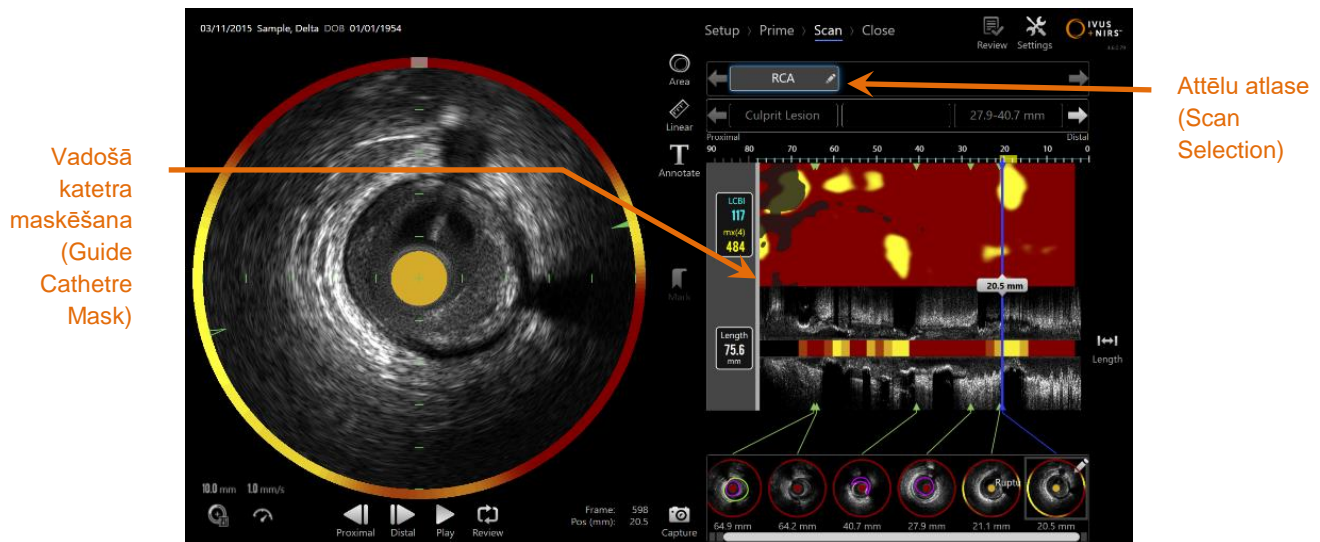 03/11/2015 Sample, Delta DOB 01/01/1954
Setup > Prime > Scan > Close
Review
Settings
IVUS
+NIRS
Area
Linear
Annotate
Mark
RCA
Culprit Lesion
27.9-40.7 mm
Proximal
Distal
90 80 70 60 50 40 30 20 10 0
LCBI
117
mx(4)
484
20.5 mm
Length
75.6
mm
Length
Vadošā
katetra
maskēšana
(Guide
Cathetre
Mask)
Attēlu atlase
(Scan
Selection)
10.0 mm 1.0 mm/s
Proximal
Distal
Play
Review
Frame: 598
Pos (mm): 20.5
Capture
Ruptu
64.9 mm
64.2 mm
40.7 mm
27.9 mm
21.1 mm
20.5 mm